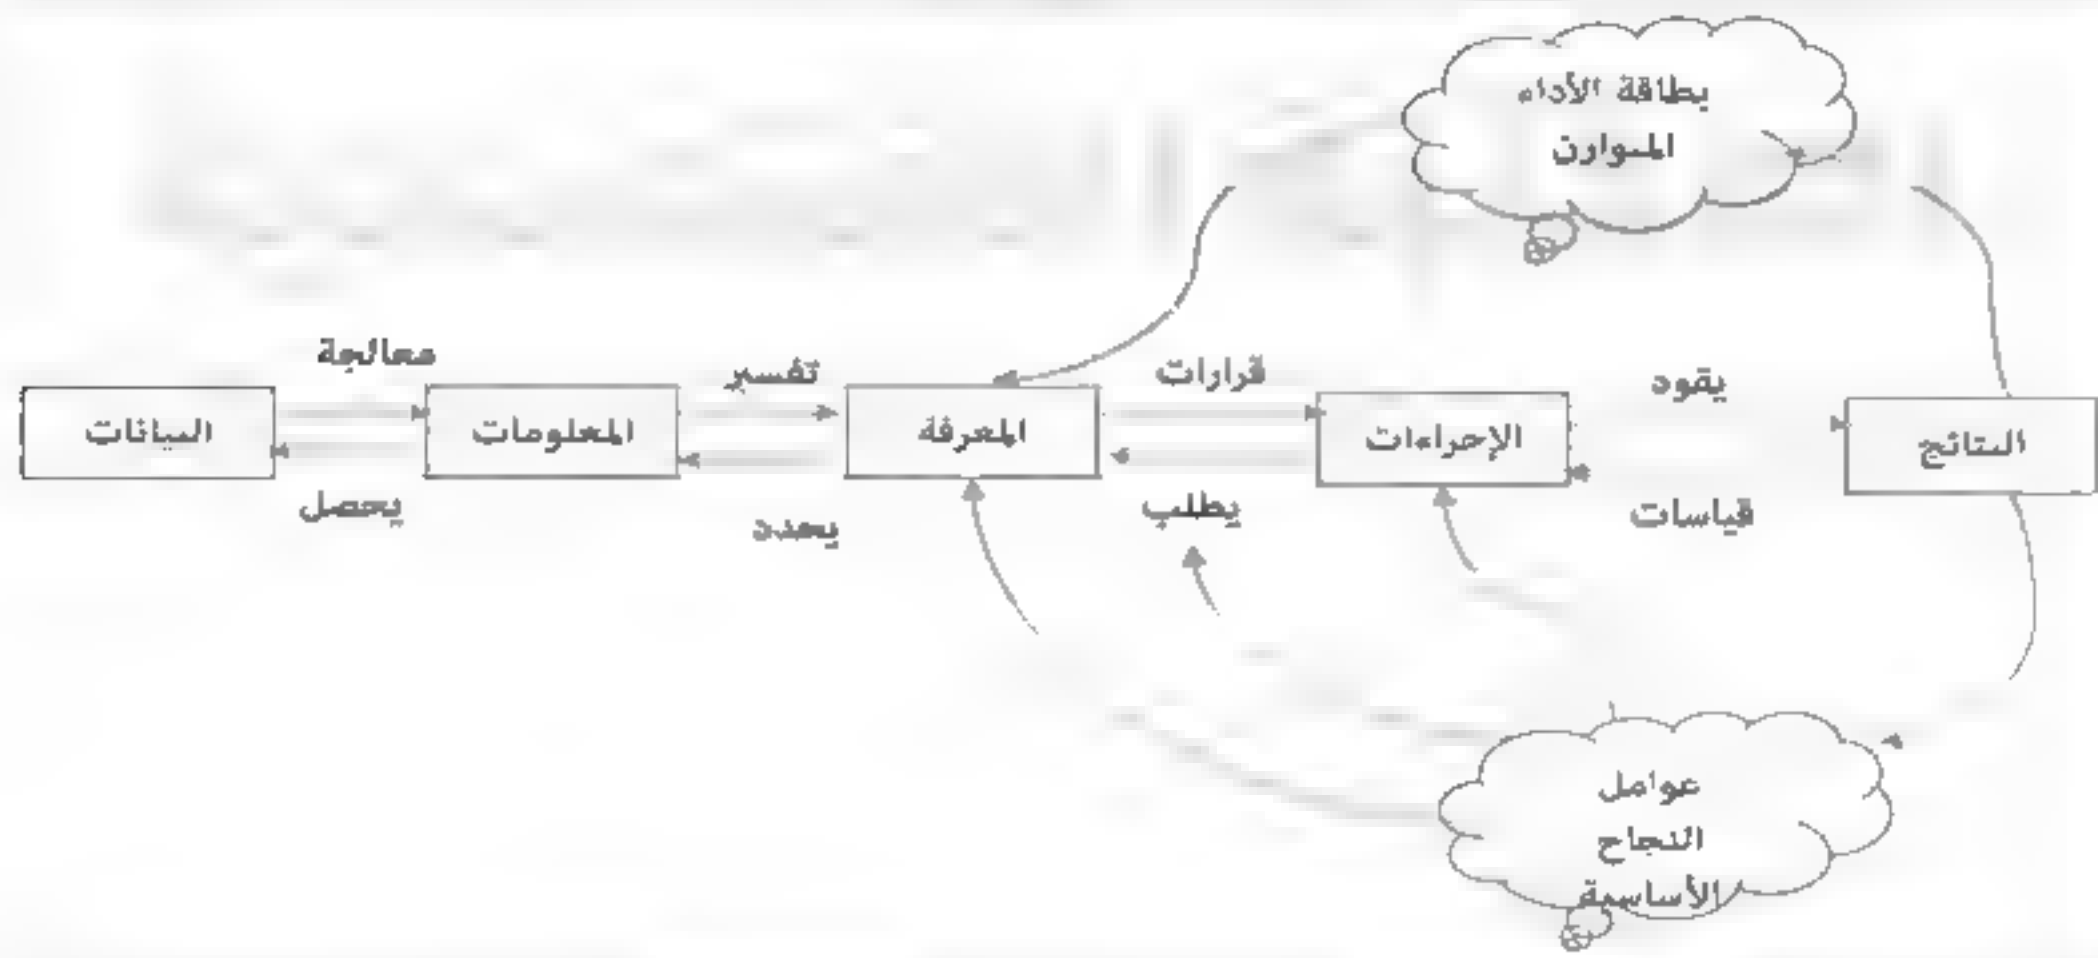 بطاقة الأداء
المتوازن
معالجة
تفسير
قرارات
يقود
البيانات
المعلومات
المعرفة
الإجراءات
النتائج
يحصل
يحدد
يطلب
قياسات
عوامل
النجاح
الأساسية